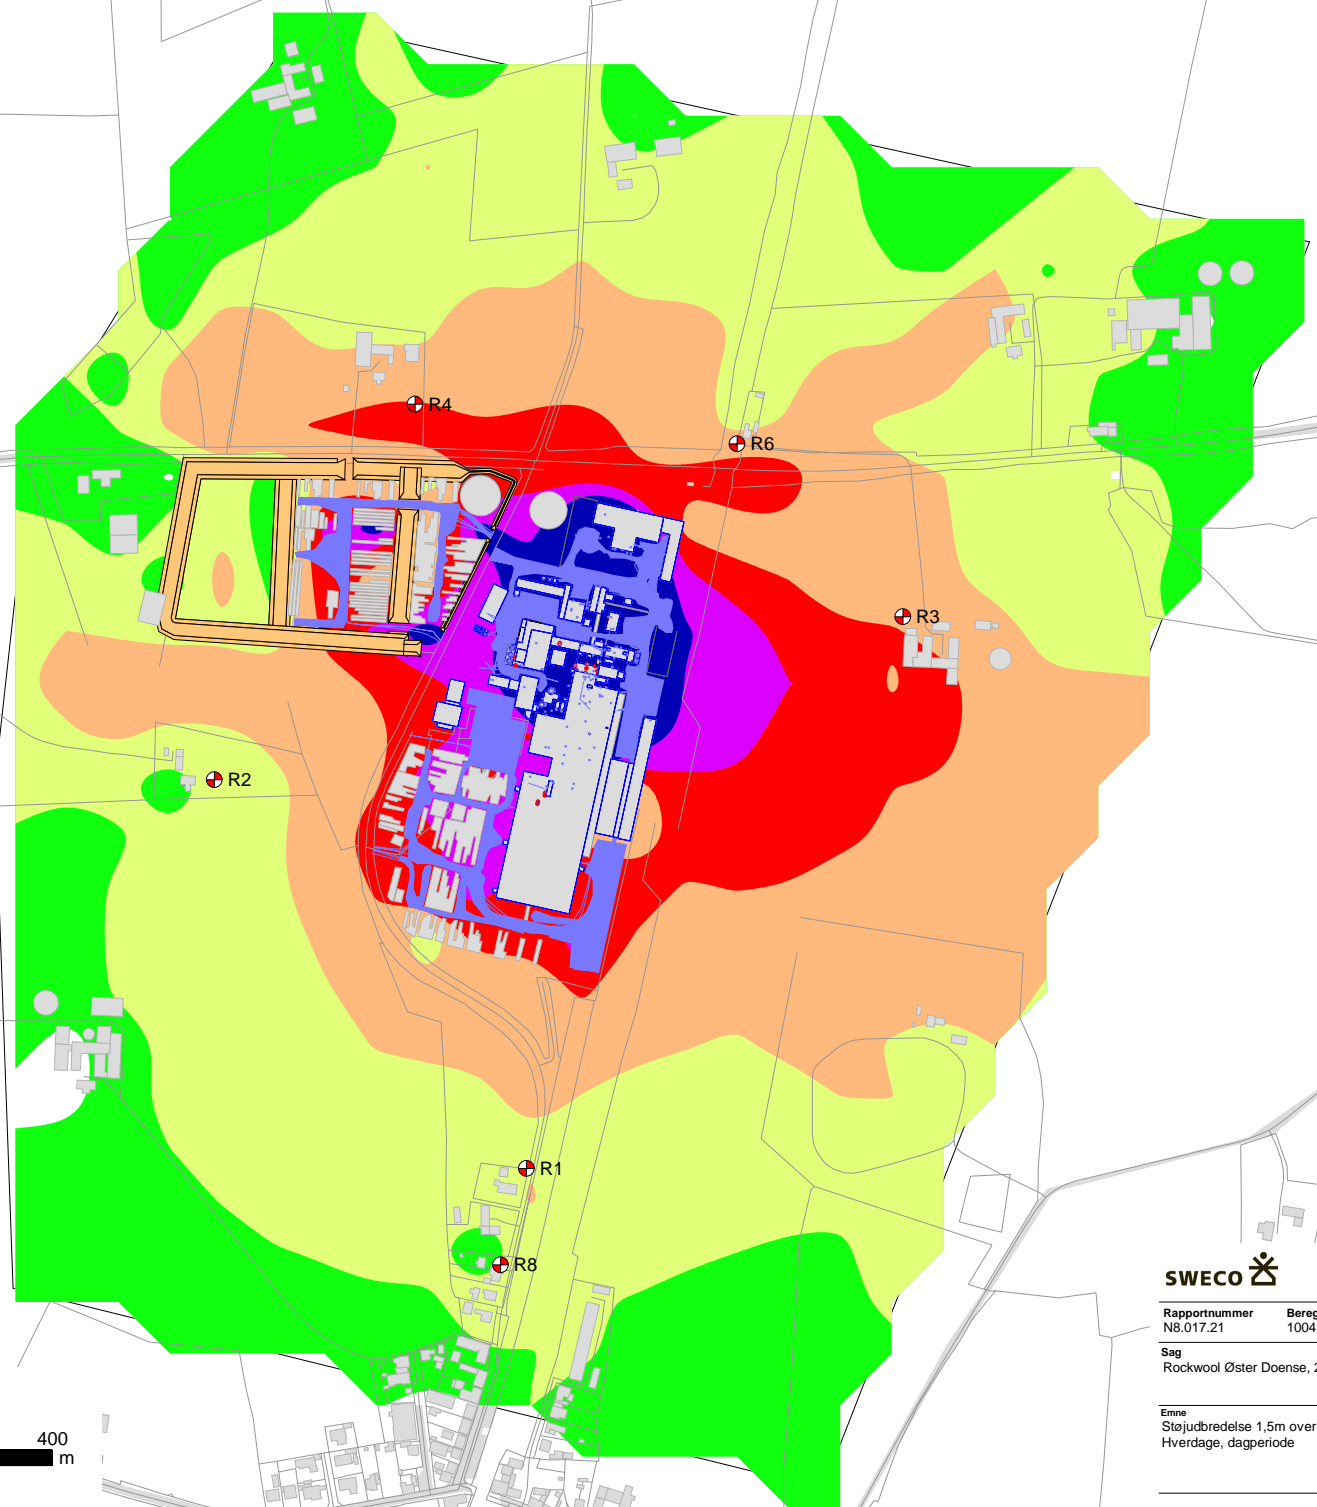 R4
R6
R3
R2
R1
R8
SWECO
Rapportnummer
N8.017.21
1004
Sag
Rockwool Øster Doense,
Emne
Støjudbredelse 1,5m over
Hverdage, dagperiode
400
m